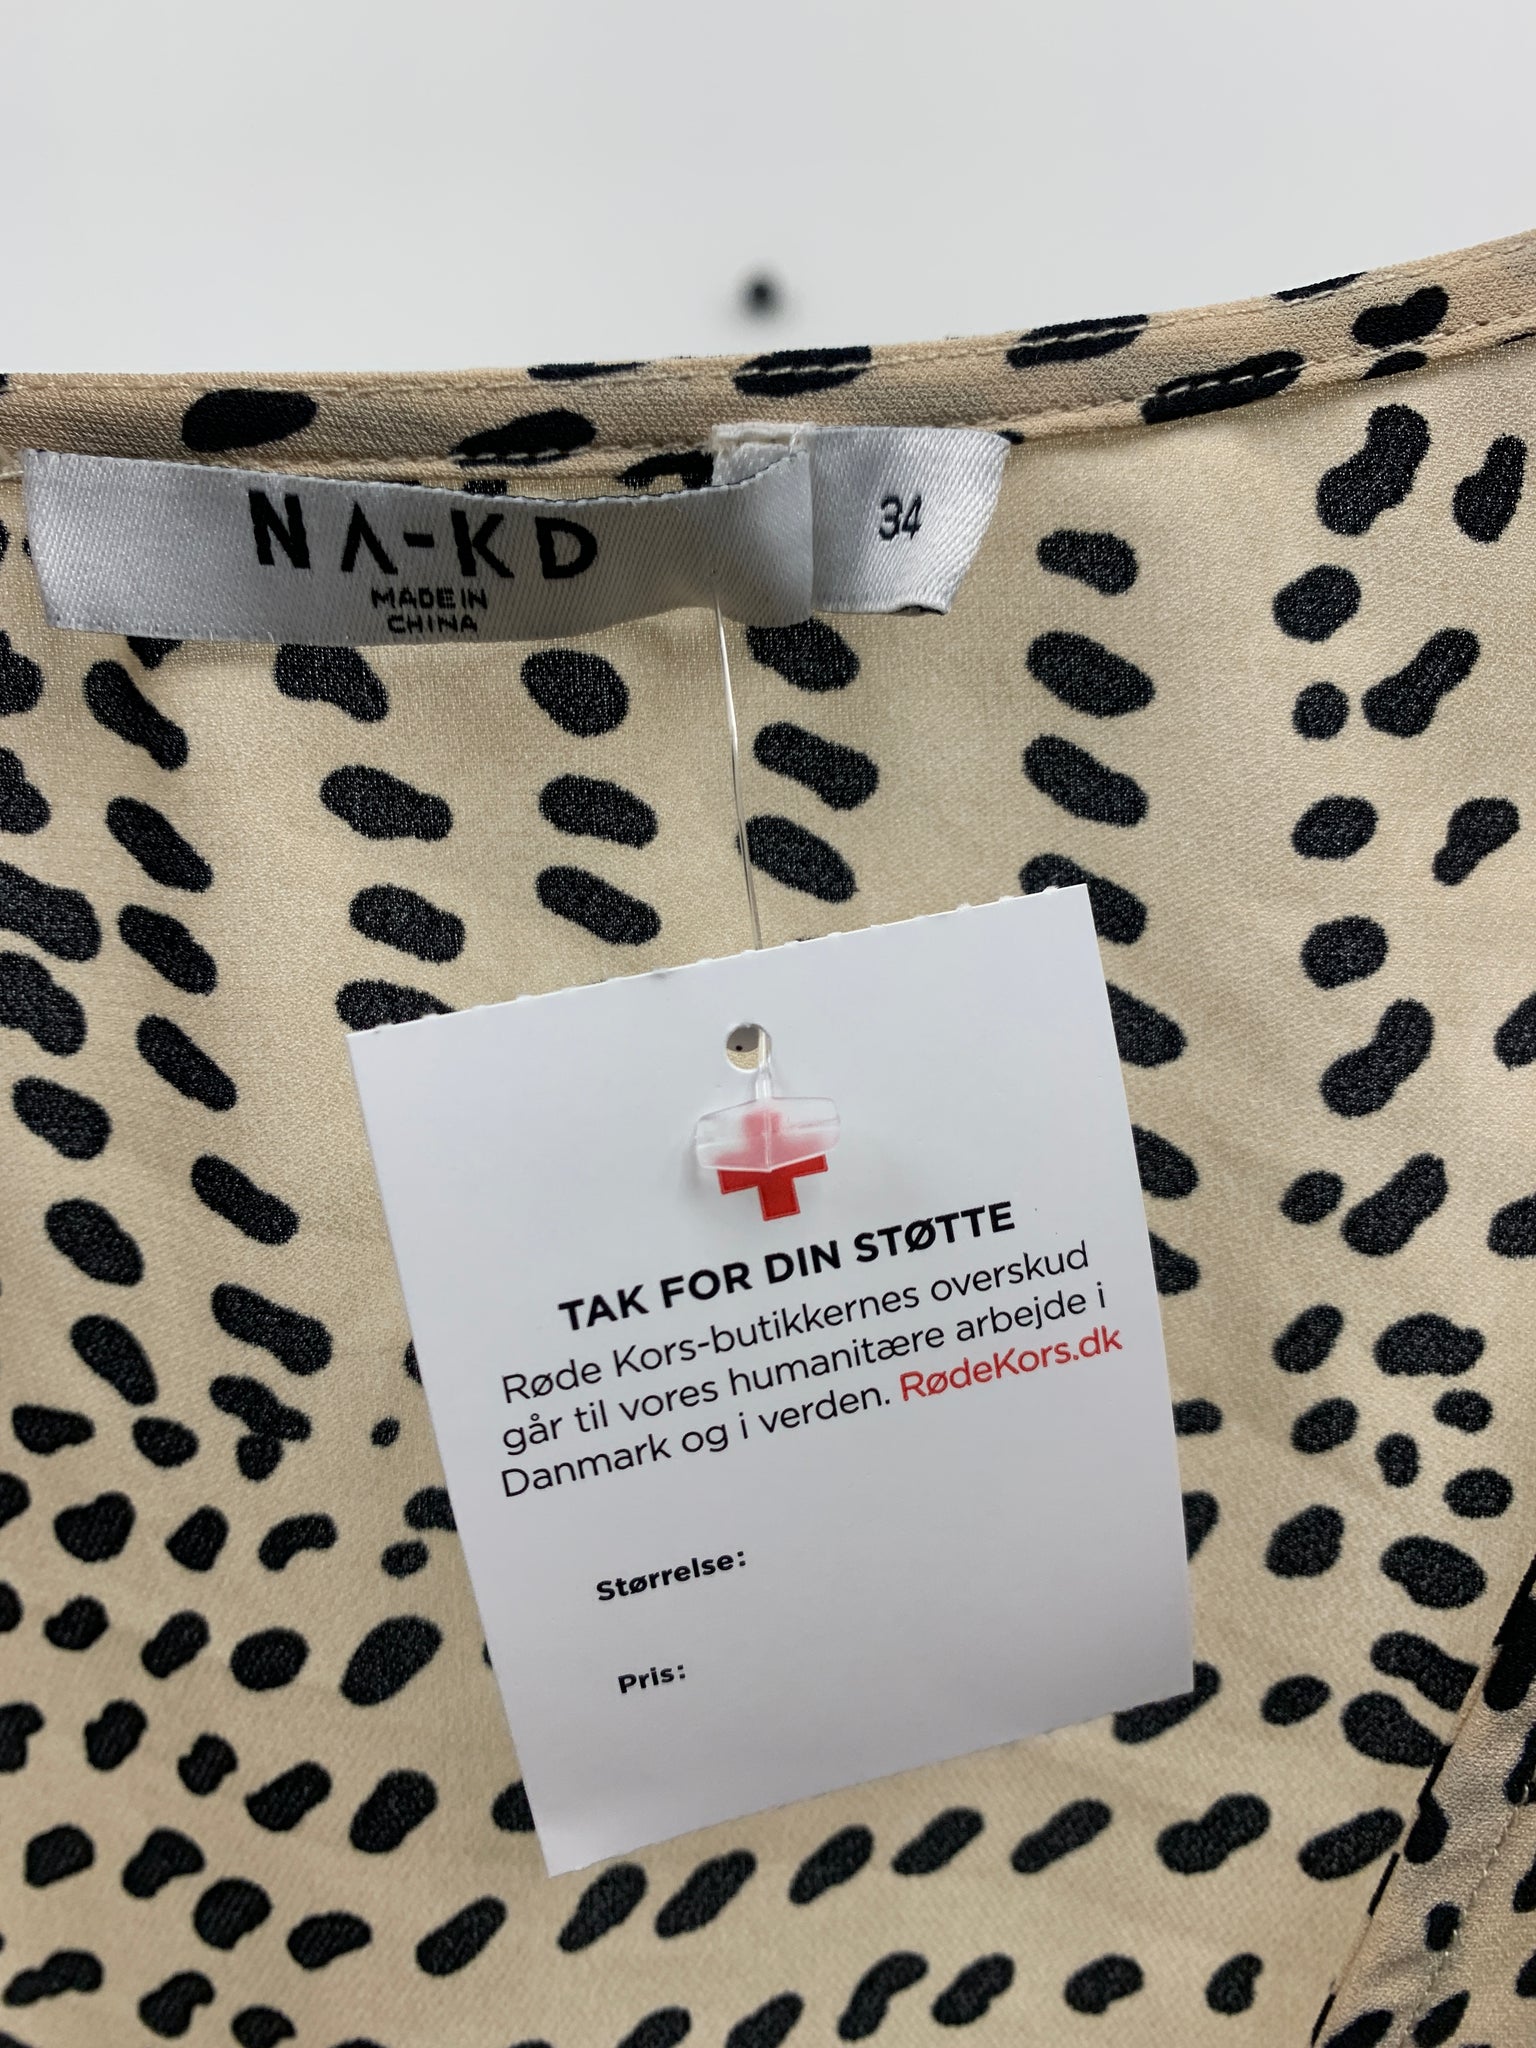 NA-KD
MADE IN
CHINA
34
TAK FOR DIN STØTTE
Røde Kors-butikkernes overskud
går til vores humanitære arbejde i
Danmark og i verden. RødeKors.dk
Størrelse:
Pris: